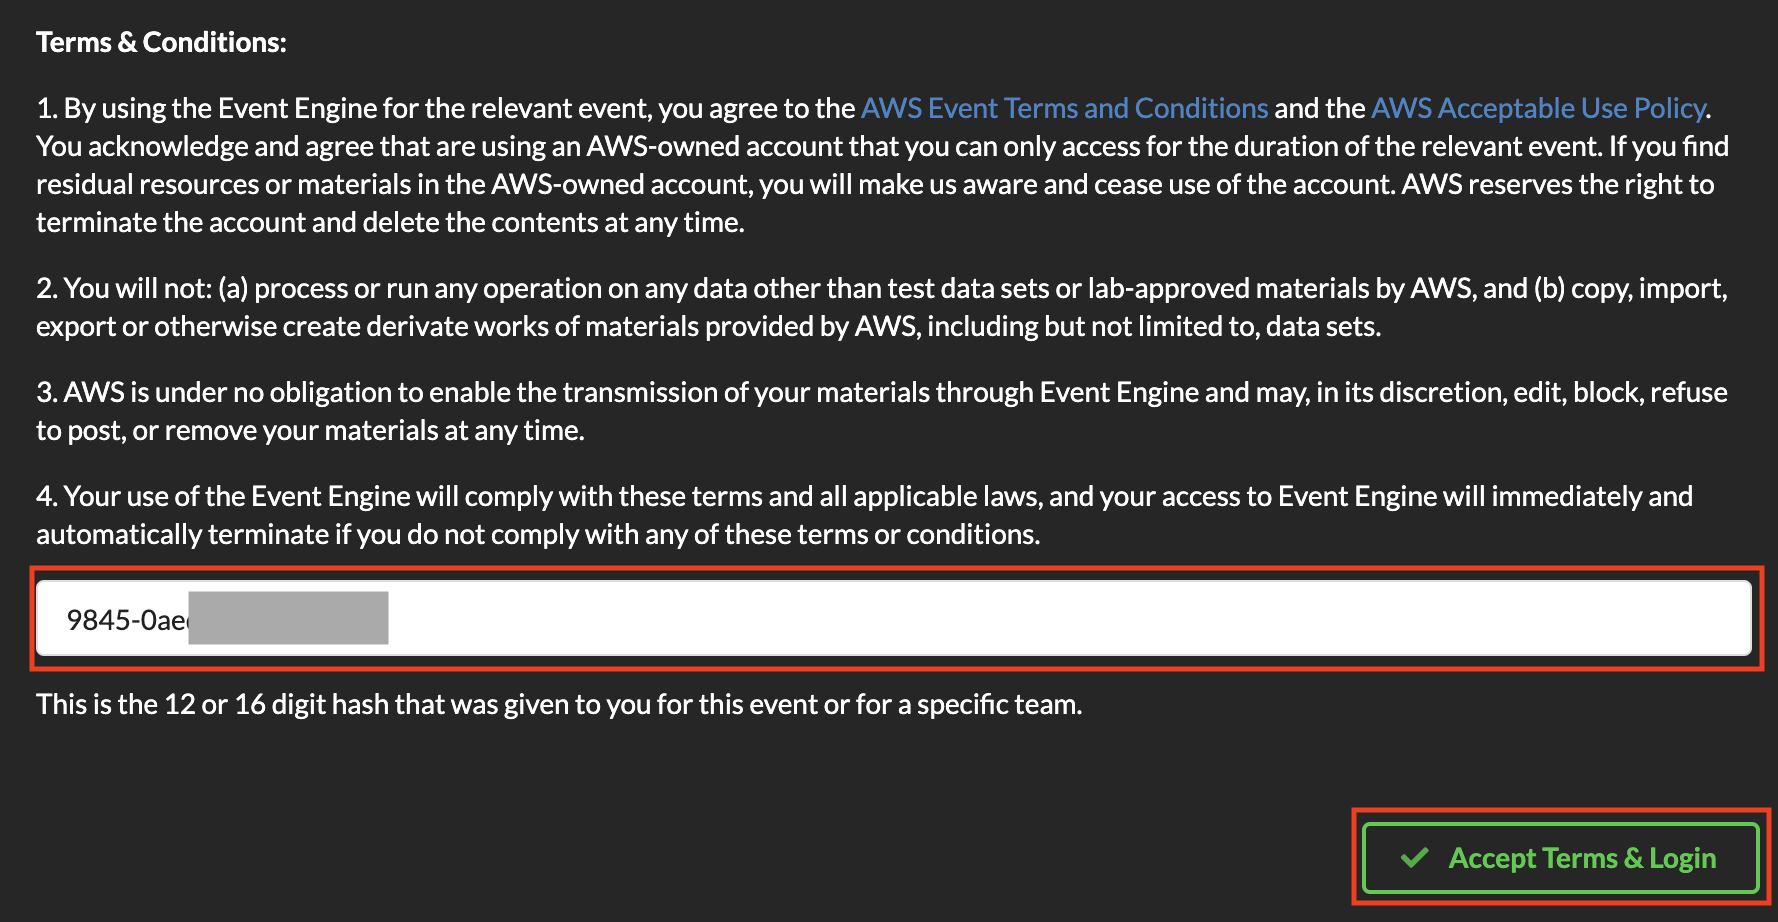 Terms & Conditions:
1. By using the Event Engine for the relevant event, you agree to the AWS Event Terms and Conditions and the AWS Acceptable Use Policy.
You acknowledge and agree that are using an AWS-owned account that you can only access for the duration of the relevant event. If you find
residual resources or materials in the AWS-owned account, you will make us aware and cease use of the account. AWS reserves the right to
terminate the account and delete the contents at any time.
2. You will not: (a) process or run any operation on any data other than test data sets or lab-approved materials by AWS, and (b) copy, import,
export or otherwise create derivate works of materials provided by AWS, including but not limited to, data sets.
3. AWS is under no obligation to enable the transmission of your materials through Event Engine and may, in its discretion, edit, block, refuse
to post, or remove your materials at any time.
4. Your use of the Event Engine will comply with these terms and all applicable laws, and your access to Event Engine will immediately and
automatically terminate if you do not comply with any of these terms or conditions.
9845-0ae
This is the 12 or 16 digit hash that was given to you for this event or for a specific team.
Accept Terms & Login